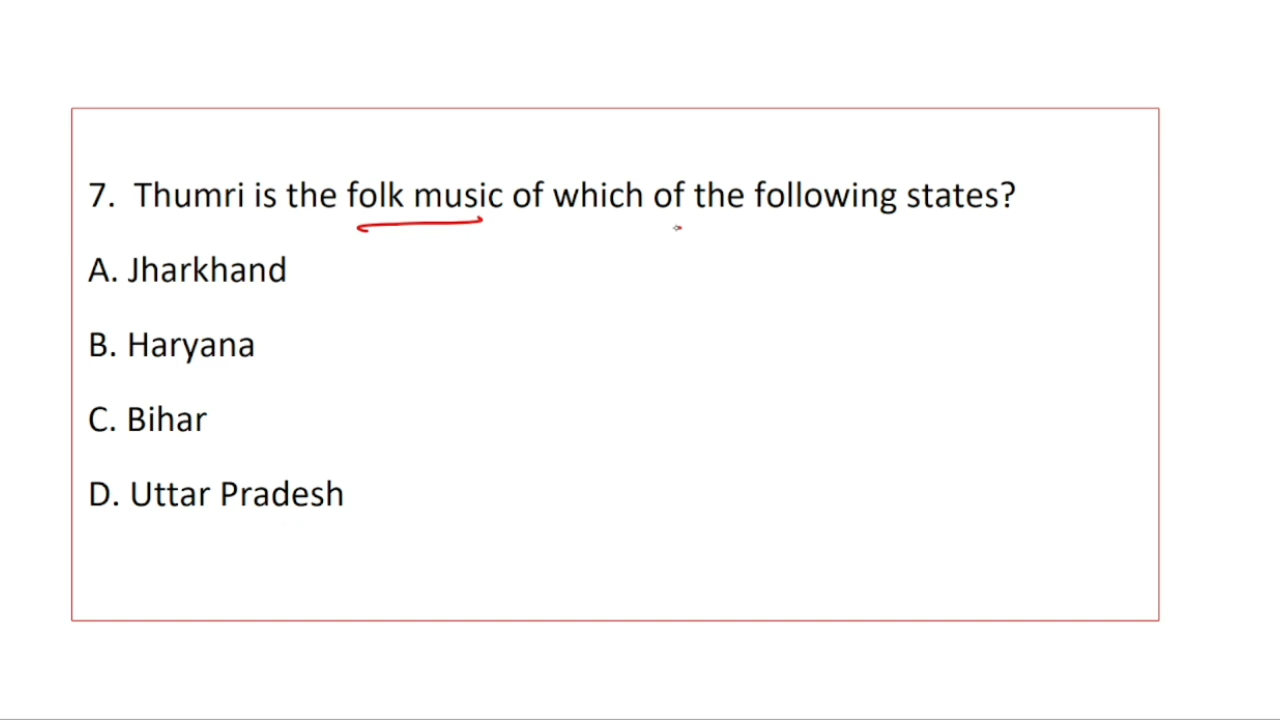 7. Thumri is the folk music of which of the following states?
A. Jharkhand
B. Haryana
C. Bihar
D. Uttar Pradesh